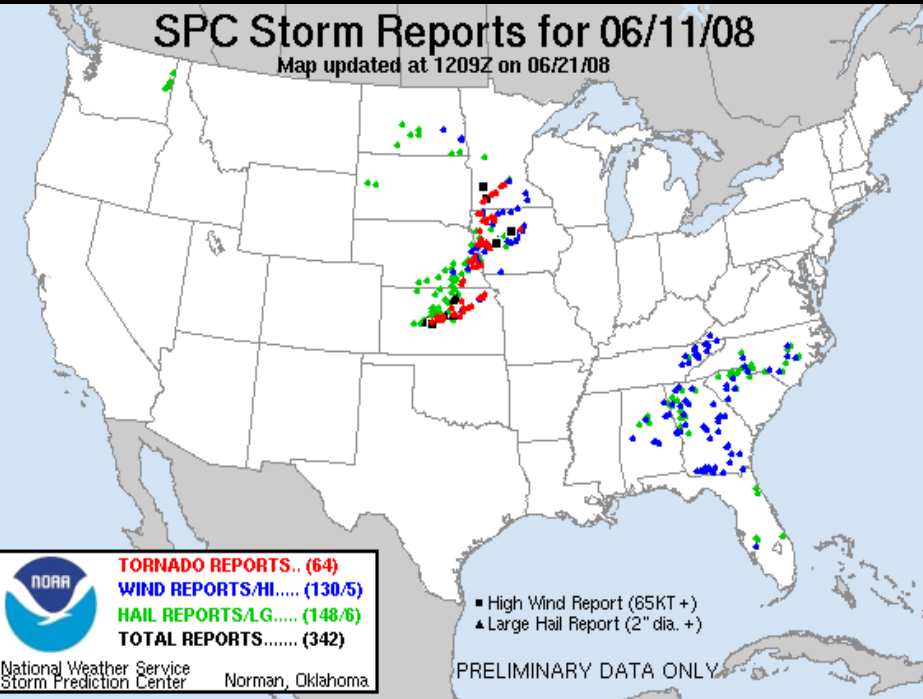 SPC Storm Reports for 06/11/08
Map updated at 1209Z on 06/21/08
NOAA
TORNADO REPORTS.. (64)
WIND REPORTS/HI..... (130/5)
HAIL REPORTS/LG..... (148/6)
TOTAL REPORTS....... (342)
National Weather Service
Storm Prediction Center Norman, Oklahoma
High Wind Report (65KT +)
Large Hail Report (2" dia. +)
PRELIMINARY DATA ONLY